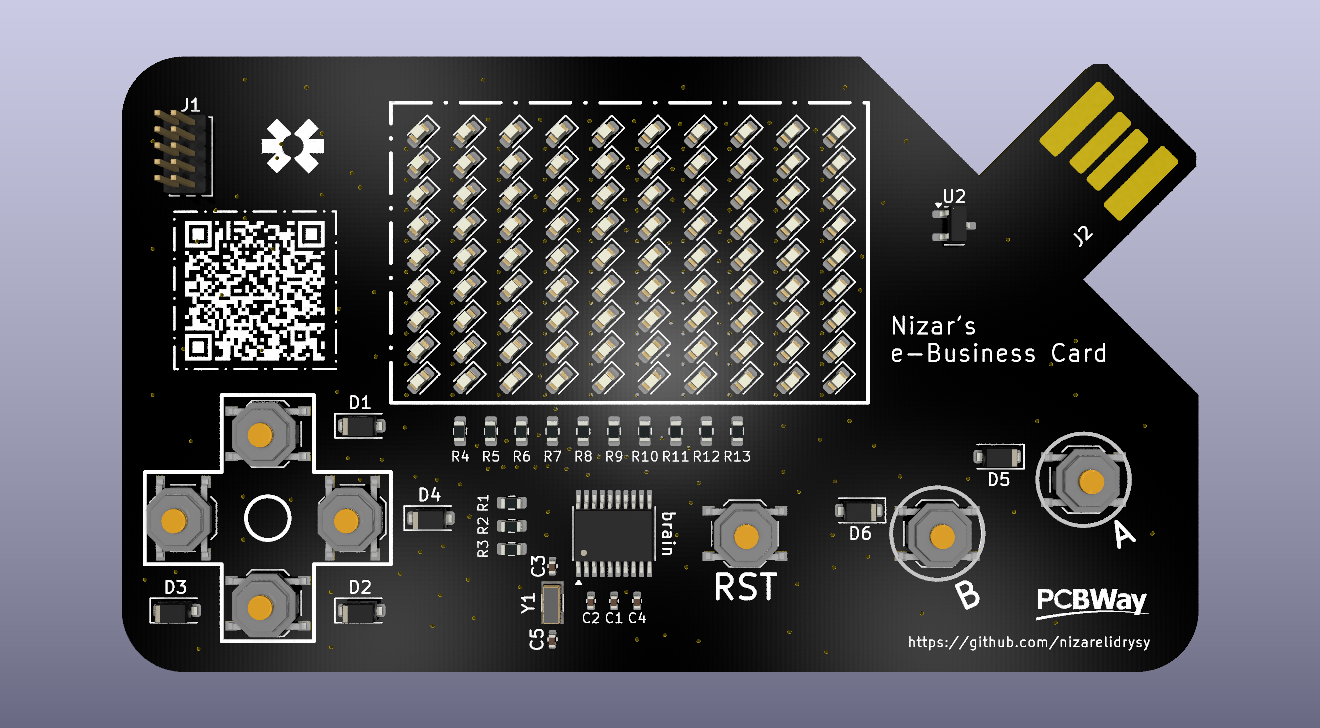 J1
U2
J2
Nizar's
e-Business Card
D1
R4 R5 R6 R7 R8 R9 R10 R11 R12 R13
D5
D4
R1
R2
R3
brain
D6
A
C3
RST
D3
D2
Y1
B
PCBWay
C2 C1 C4
C5
https://github.com/nizarelidrysy